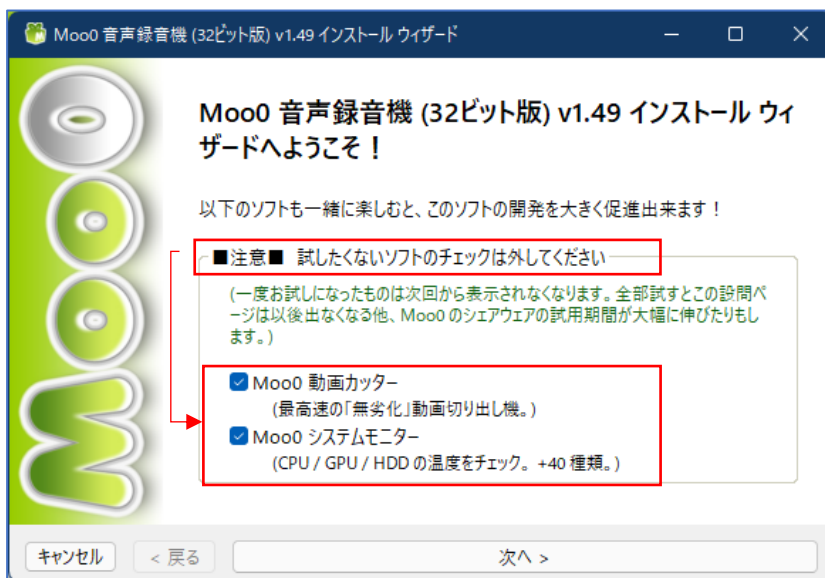 Moo0 音声録音機 (32ビット版) v1.49 インストール ウィザード
Moo0 音声録音機 (32ビット版) v1.49 インストール ウィ
ザードへようこそ！
以下のソフトも一緒に楽しむと、このソフトの開発を大きく促進出来ます！
■注意■ 試したくないソフトのチェックは外してください
(一度お試しになったものは次回から表示されなくなります。全部試すとこの設問ペ
ージは以後出なくなる他、Moo0 のシェアウェアの試用期間が大幅に伸びたりもし
ます。)
Moo0 動画カッター
(最高速の「無劣化」動画切り出し機。)
Moo0 システムモニター
(CPU / GPU / HDD の温度をチェック。+40 種類。)
キャンセル
< 戻る
次へ >